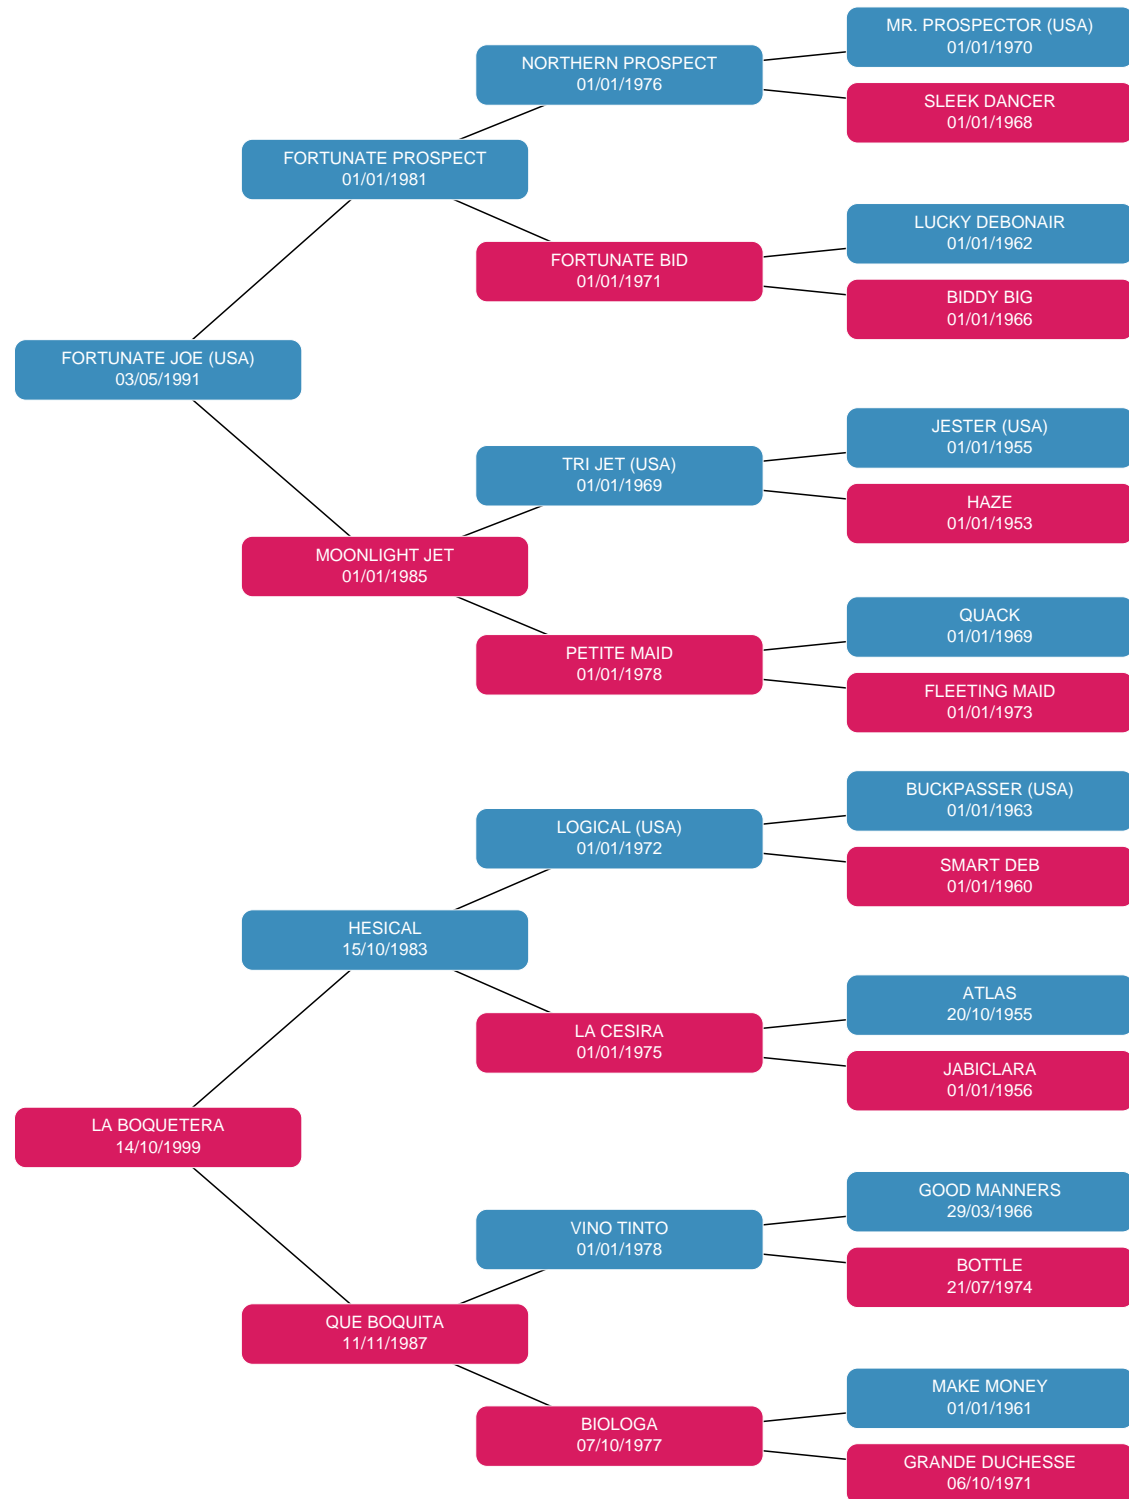 MR. PROSPECTOR (USA)
01/01/1970
NORTHERN PROSPECT
01/01/1976
SLEEK DANCER
01/01/1968
FORTUNATE PROSPECT
01/01/1981
LUCKY DEBONAIR
01/01/1962
FORTUNATE BID
01/01/1971
BIDDY BIG
01/01/1966
FORTUNATE JOE (USA)
03/05/1991
JESTER (USA)
01/01/1955
TRI JET (USA)
01/01/1969
HAZE
01/01/1953
MOONLIGHT JET
01/01/1985
QUACK
01/01/1969
PETITE MAID
01/01/1978
FLEETING MAID
01/01/1973
BUCKPASSER (USA)
01/01/1963
LOGICAL (USA)
01/01/1972
SMART DEB
01/01/1960
HESICAL
15/10/1983
ATLAS
20/10/1955
LA CESIRA
01/01/1975
JABICLARA
01/01/1956
LA BOQUETERA
14/10/1999
GOOD MANNERS
29/03/1966
VINO TINTO
01/01/1978
BOTTLE
21/07/1974
QUE BOQUITA
11/11/1987
MAKE MONEY
01/01/1961
BIOLOGA
07/10/1977
GRANDE DUCHESSE
06/10/1971